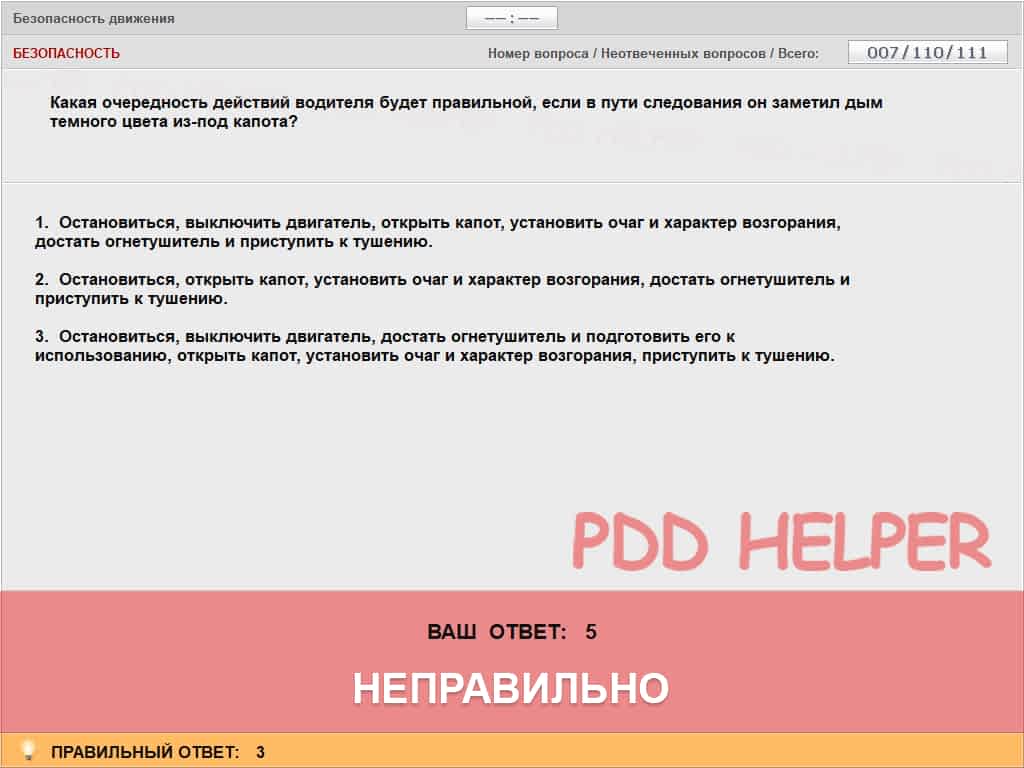 Безопасность движения
–– : ––
БЕЗОПАСНОСТЬ
Номер вопроса / Неотвеченных вопросов / Всего:
007/110/111
Какая очередность действий водителя будет правильной, если в пути следования он заметил дым
темного цвета из-под капота?
1. Остановиться, выключить двигатель, открыть капот, установить очаг и характер возгорания,
достать огнетушитель и приступить к тушению.
2. Остановиться, открыть капот, установить очаг и характер возгорания, достать огнетушитель и
приступить к тушению.
3. Остановиться, выключить двигатель, достать огнетушитель и подготовить его к
использованию, открыть капот, установить очаг и характер возгорания, приступить к тушению.
PDD HELPER
ВАШ ОТВЕТ: 5
НЕПРАВИЛЬНО
ПРАВИЛЬНЫЙ ОТВЕТ: 3